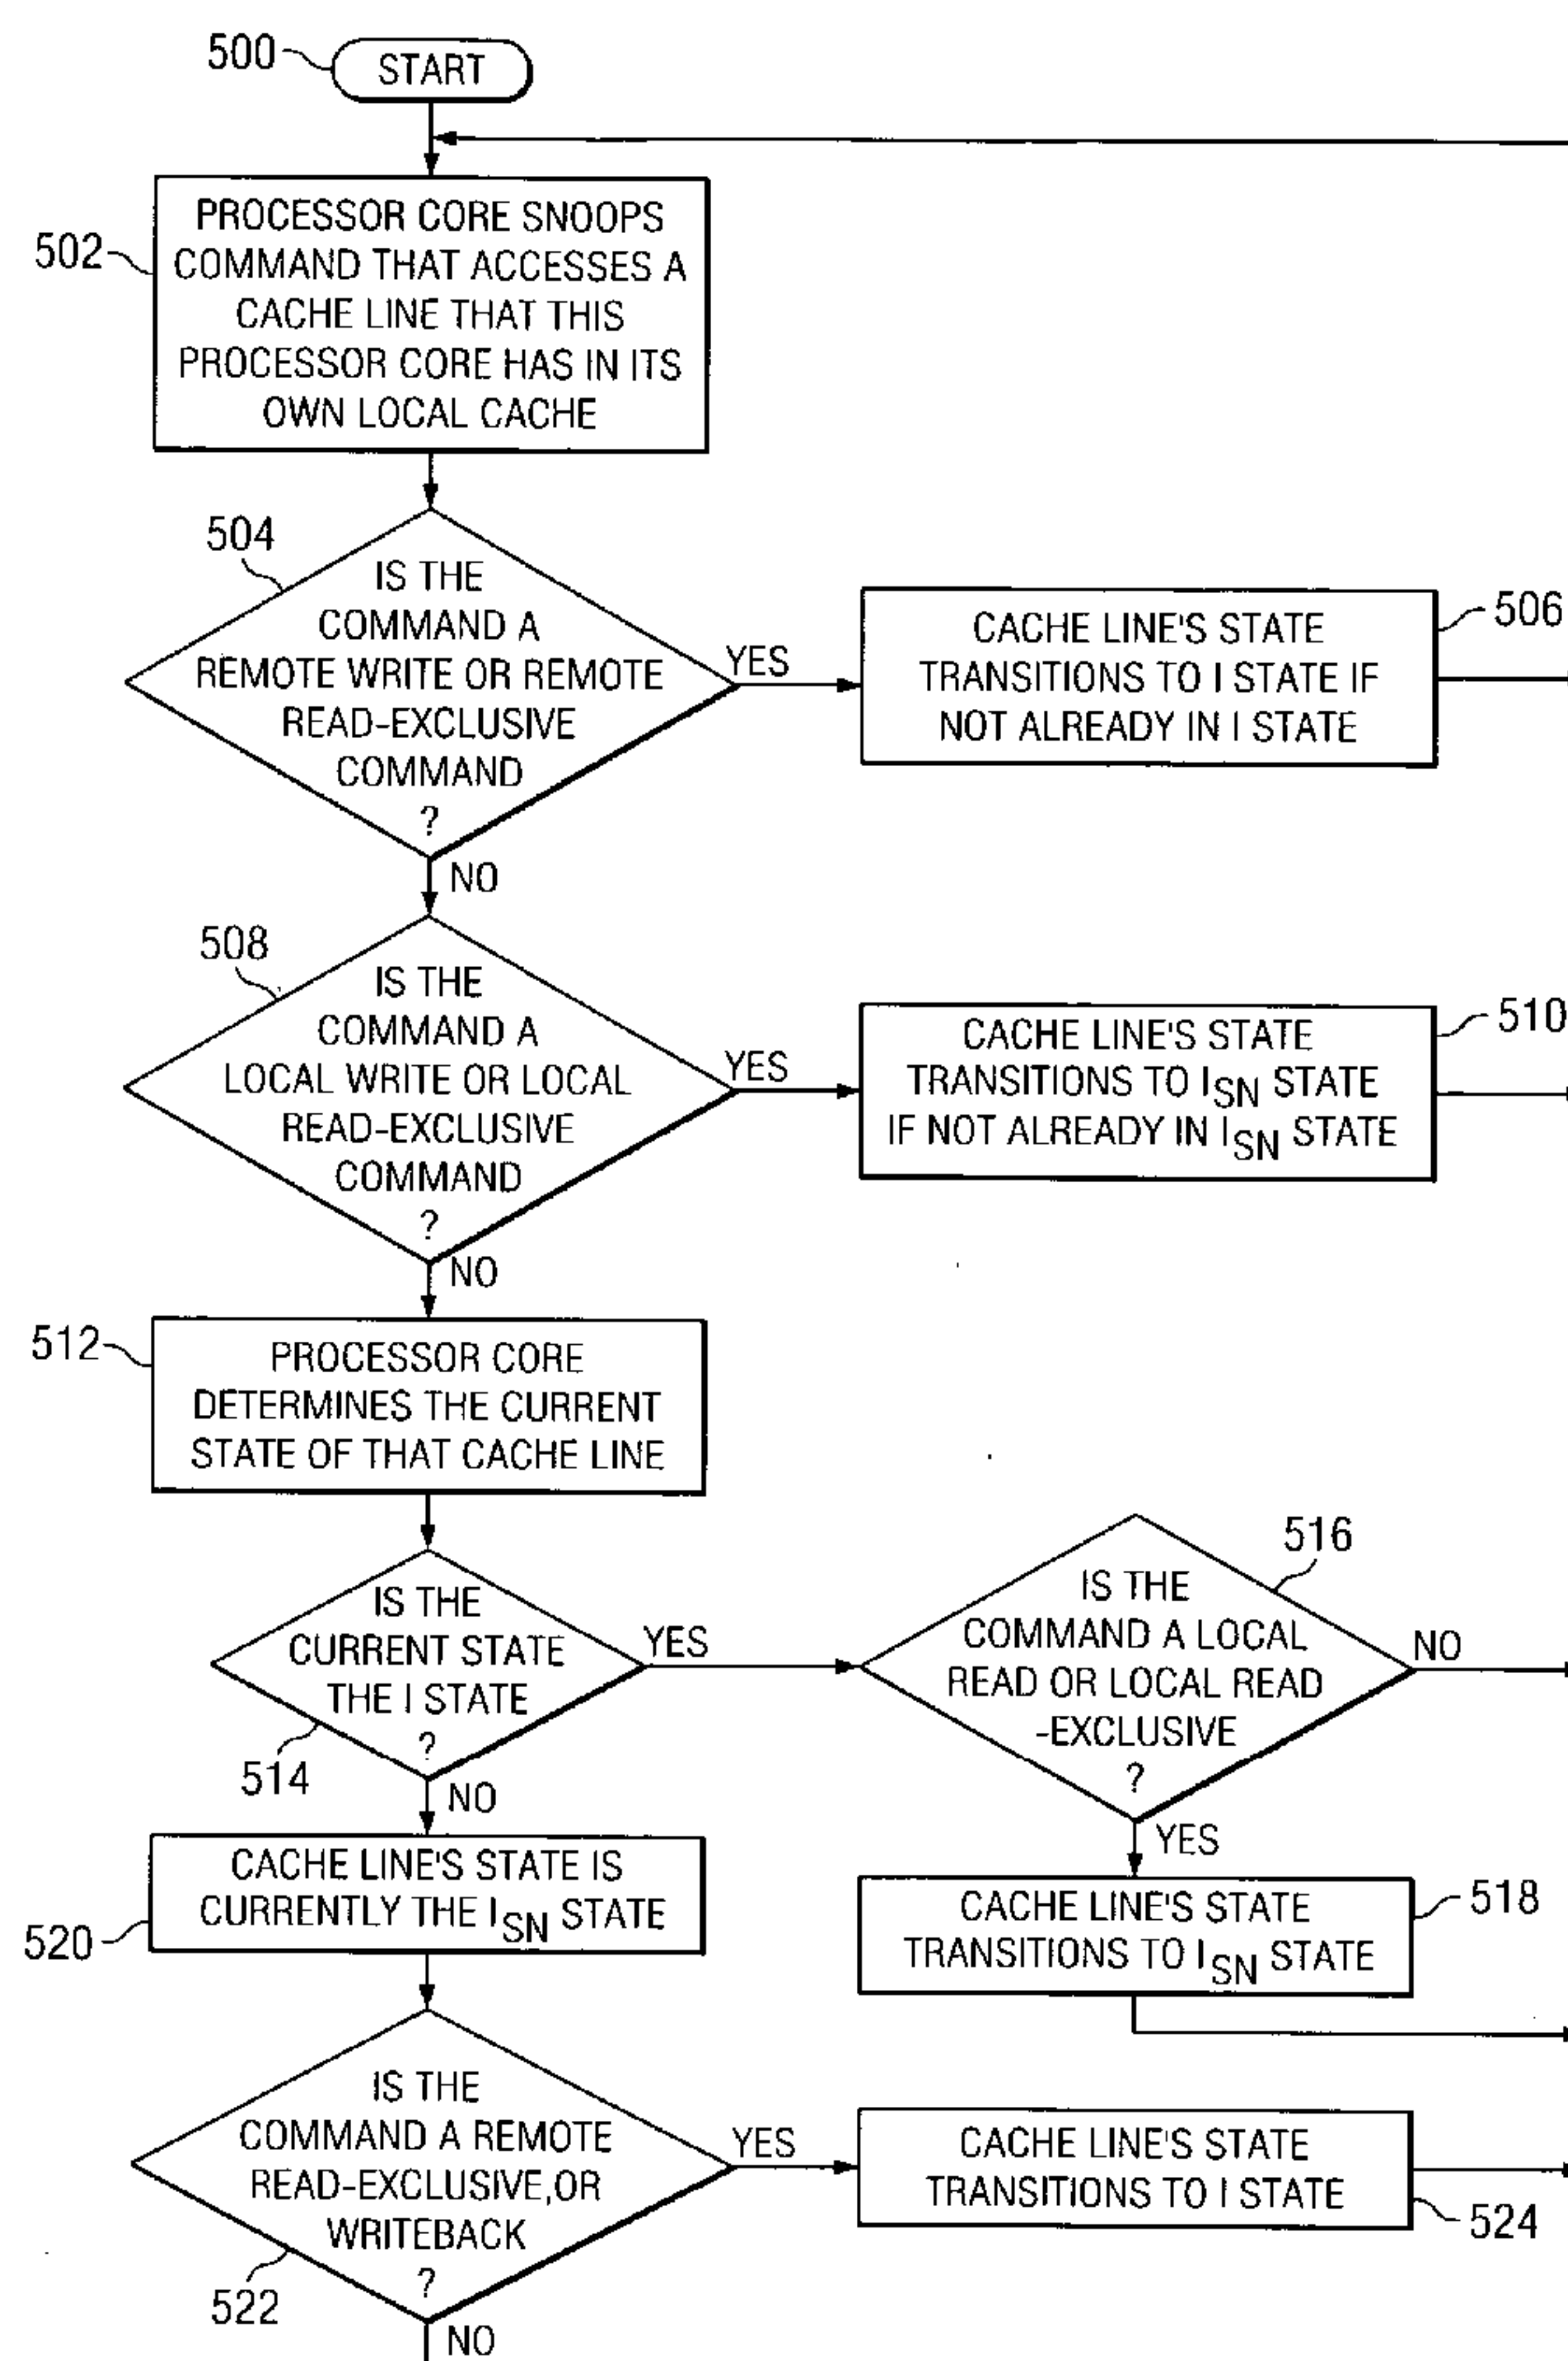 500
START
502
PROCESSOR CORE SNOOPS
COMMAND THAT ACCESSES A
CACHE LINE THAT THIS
PROCESSOR CORE HAS IN ITS
OWN LOCAL CACHE
504
IS THE
COMMAND A
REMOTE WRITE OR REMOTE
READ-EXCLUSIVE
COMMAND
?
YES
506
CACHE LINE'S STATE
TRANSITIONS TO I STATE IF
NOT ALREADY IN I STATE
NO
508
IS THE
COMMAND A
LOCAL WRITE OR LOCAL
READ-EXCLUSIVE
COMMAND
?
YES
510
CACHE LINE'S STATE
TRANSITIONS TO ISN STATE
IF NOT ALREADY IN ISN STATE
NO
512
PROCESSOR CORE
DETERMINES THE CURRENT
STATE OF THAT CACHE LINE
IS THE
CURRENT STATE
THE I STATE
?
514
YES
516
IS THE
COMMAND A LOCAL
READ OR LOCAL READ
-EXCLUSIVE
?
NO
YES
518
CACHE LINE'S STATE
TRANSITIONS TO ISN STATE
NO
520
CACHE LINE'S STATE IS
CURRENTLY THE ISN STATE
IS THE
COMMAND A REMOTE
READ-EXCLUSIVE,OR
WRITEBACK
?
522
YES
CACHE LINE'S STATE
TRANSITIONS TO I STATE
524
NO